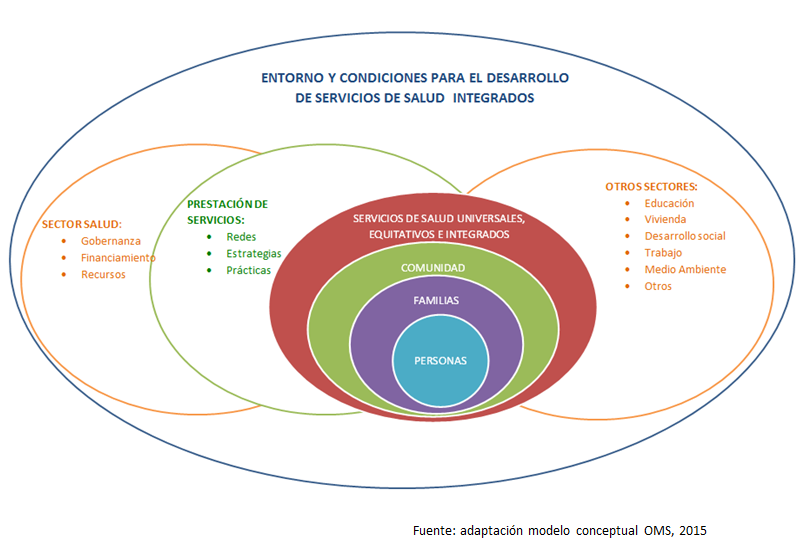 ENTORNO Y CONDICIONES PARA EL DESARROLLO
DE SERVICIOS DE SALUD INTEGRADOS
SECTOR SALUD:
• Gobernanza
• Financiamiento
• Recursos
PRESTACIÓN DE
SERVICIOS:
• Redes
• Estrategias
• Prácticas
SERVICIOS DE SALUD UNIVERSALES,
EQUITATIVOS E INTEGRADOS
COMUNIDAD
FAMILIAS
PERSONAS
OTROS SECTORES:
• Educación
• Vivienda
• Desarrollo social
• Trabajo
• Medio Ambiente
• Otros
Fuente: adaptación modelo conceptual OMS, 2015